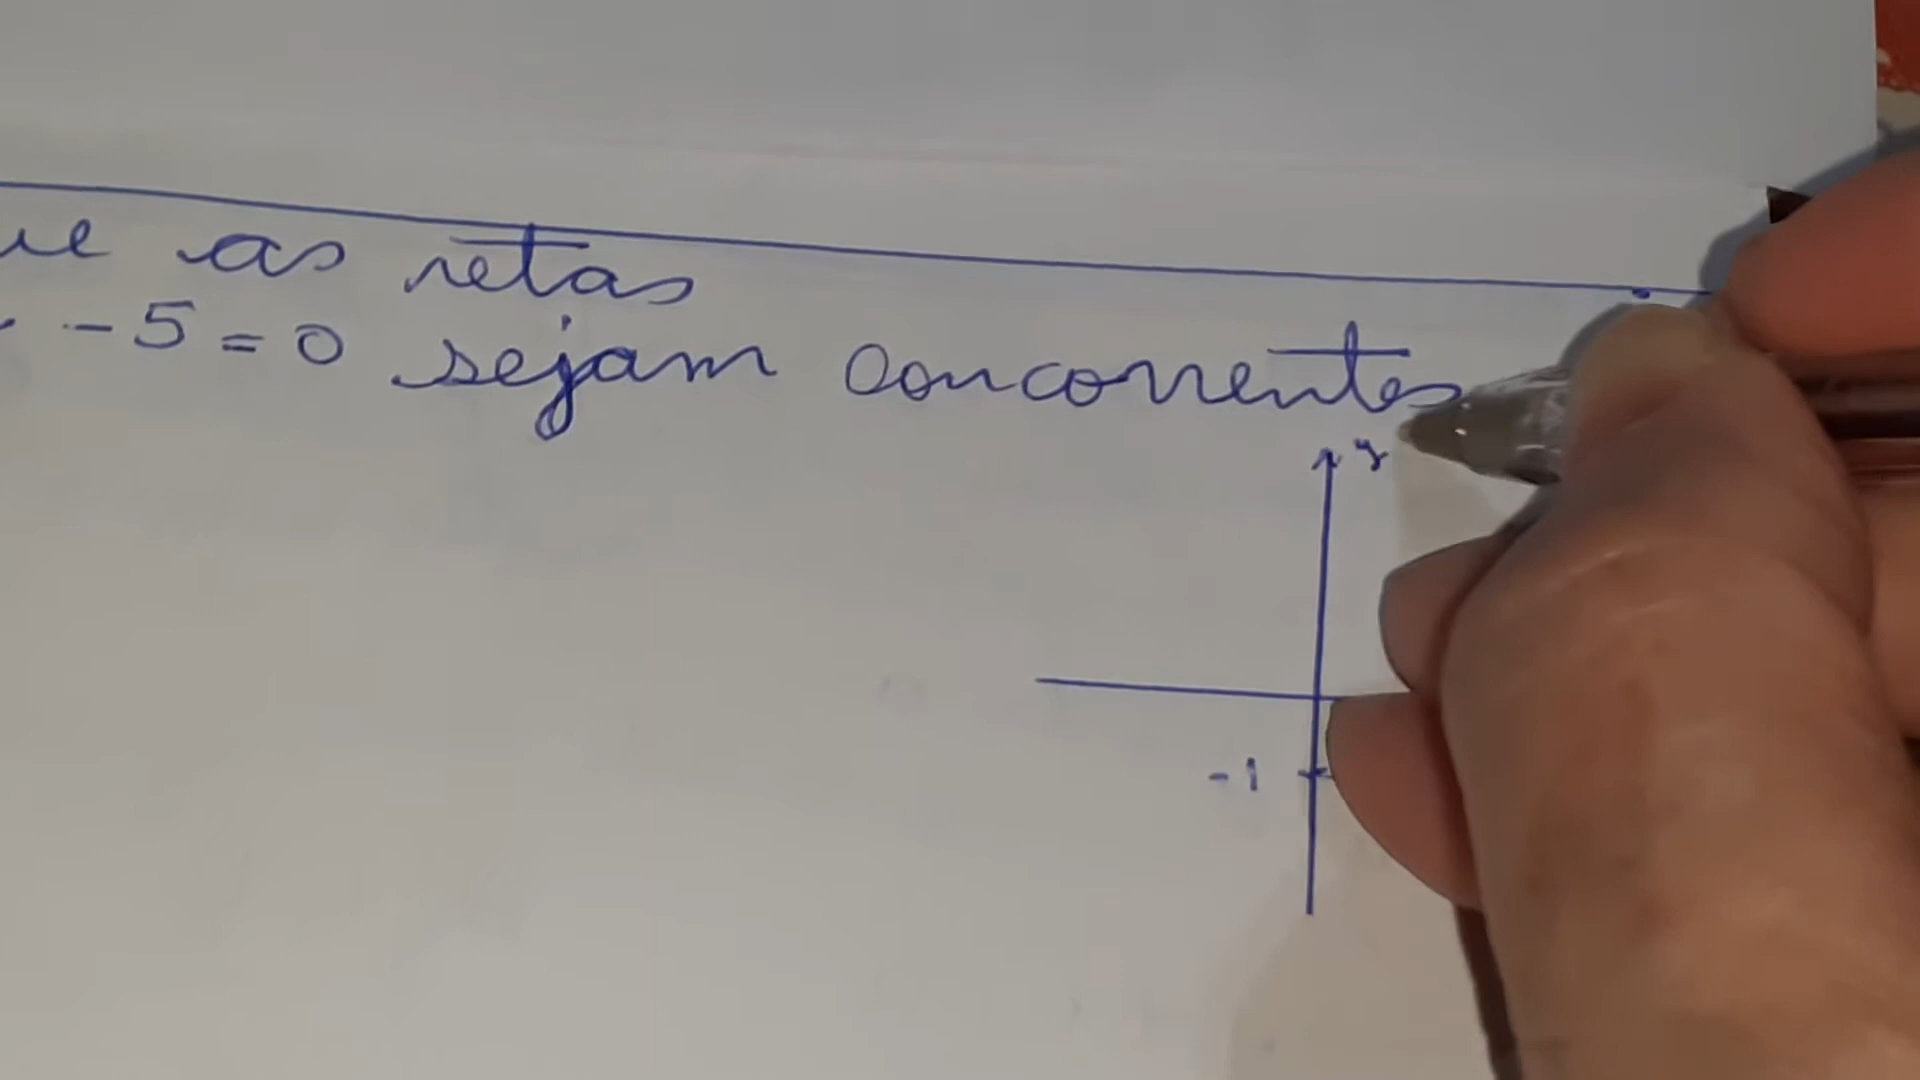 as retas
- 5 = 0 sejam concorrentes
y
-1